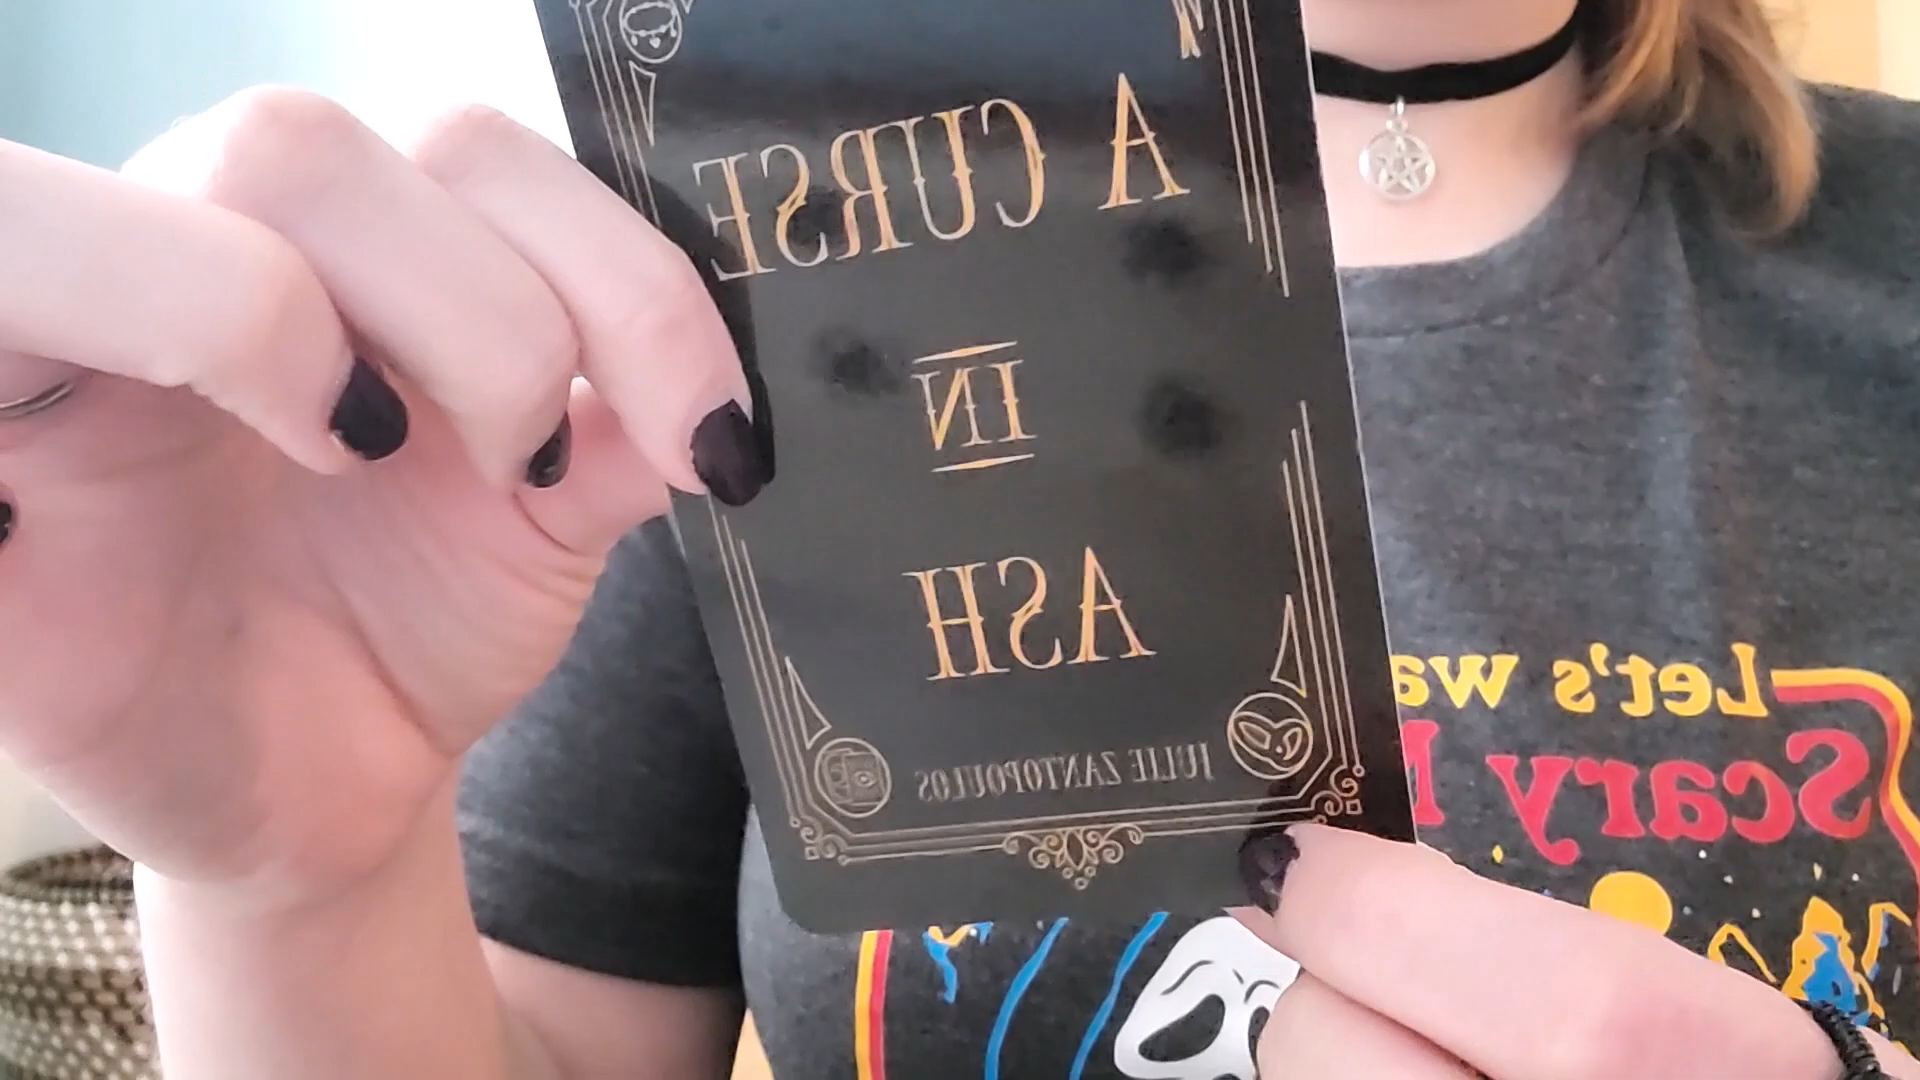 A CURSE
IN
ASH
JULIE ZANTOPOULOS
Let's wa
Scary